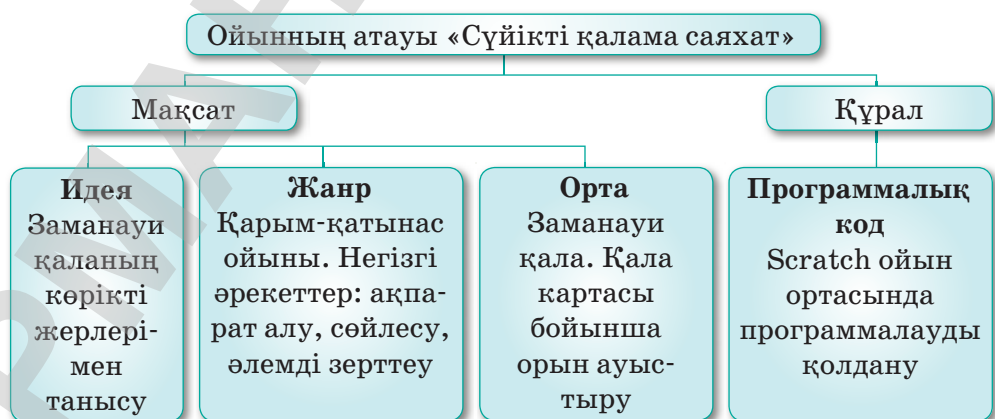 Ойынның атауы «Сүйікті қалама саяхат»
Мақсат
Құрал
Идея
Заманауи
қаланың
көрікті
жерлері-
мен
танысу
Жанр
Қарым-қатынас
ойыны. Негізгі
әрекеттер: ақпа-
рат алу, сөйлесу,
әлемді зерттеу
Орта
Заманауи
қала. Қала
картасы
бойынша
орын ауыс-
тыру
Программалық
код
Scratch ойын
ортасында
программалауды
қолдану